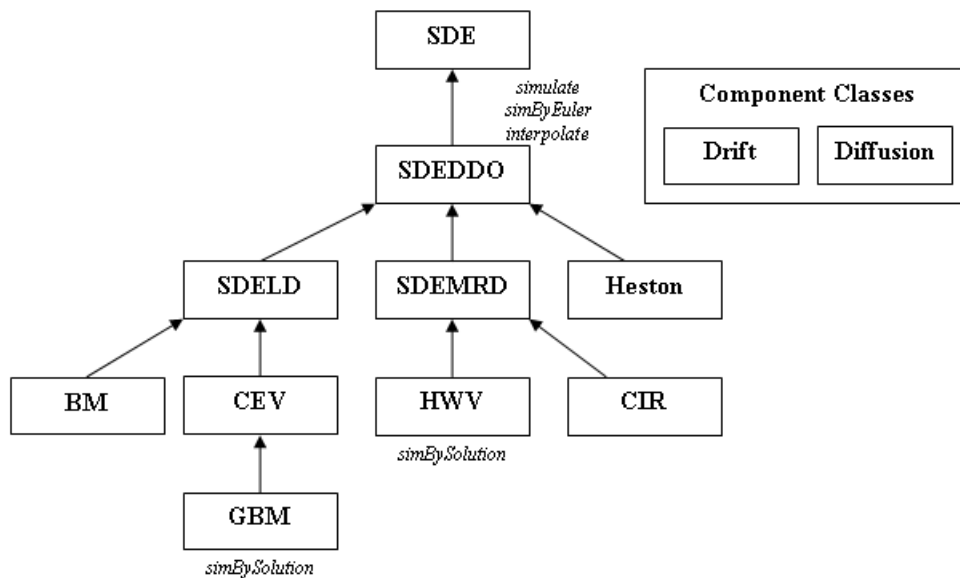 SDE
simulate
simByEuler
interpolate
Component Classes
Drift
Diffusion
SDEDDO
SDELD
SDEMRD
Heston
BM
CEV
HWV
CIR
simBySolution
GBM
simBySolution